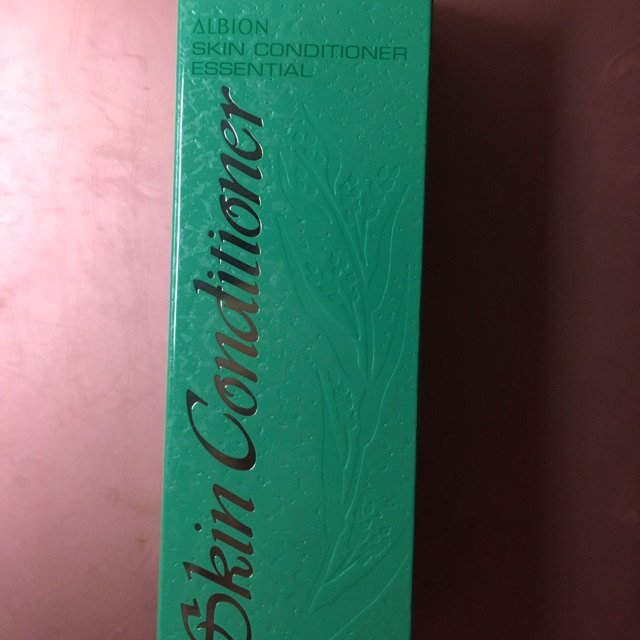 ALBION
SKIN CONDITIONER
ESSENTIAL
Skin Conditioner